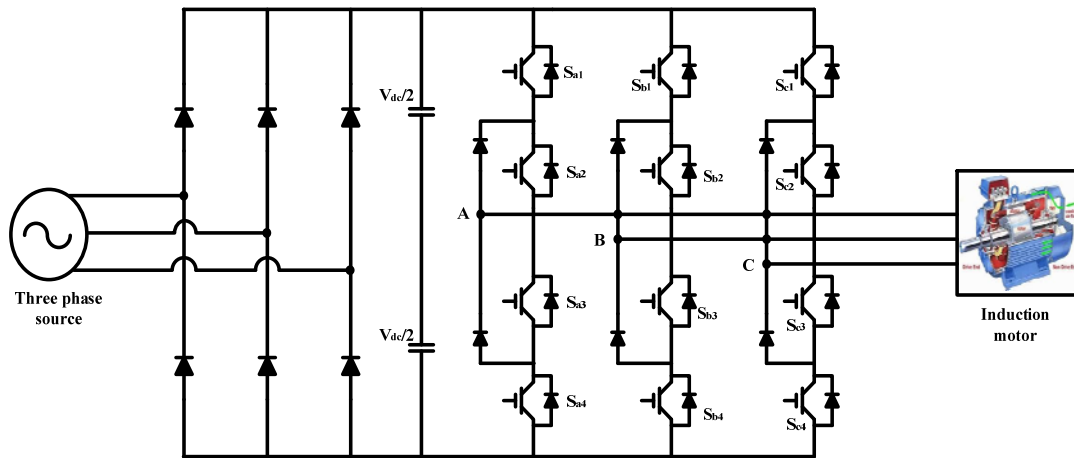 Sa1
Sb1
Sc1
Vdc/2
Sa2
Sb2
Sc2
A
B
C
Three phase
source
Sa3
Sb3
Sc3
Induction
motor
Vdc/2
Sa4
Sb4
Sc4